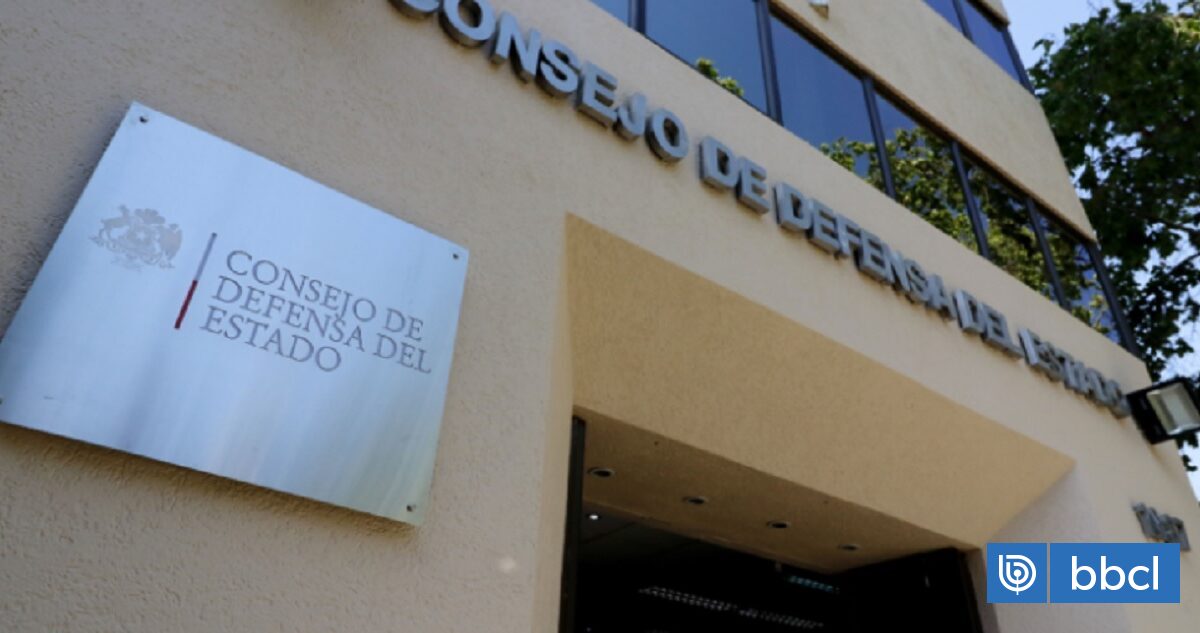 CONSEJO DE DEFENSA DEL ESTADO
CONSEJO DE
DEFENSA DEL
ESTADO
bbcl